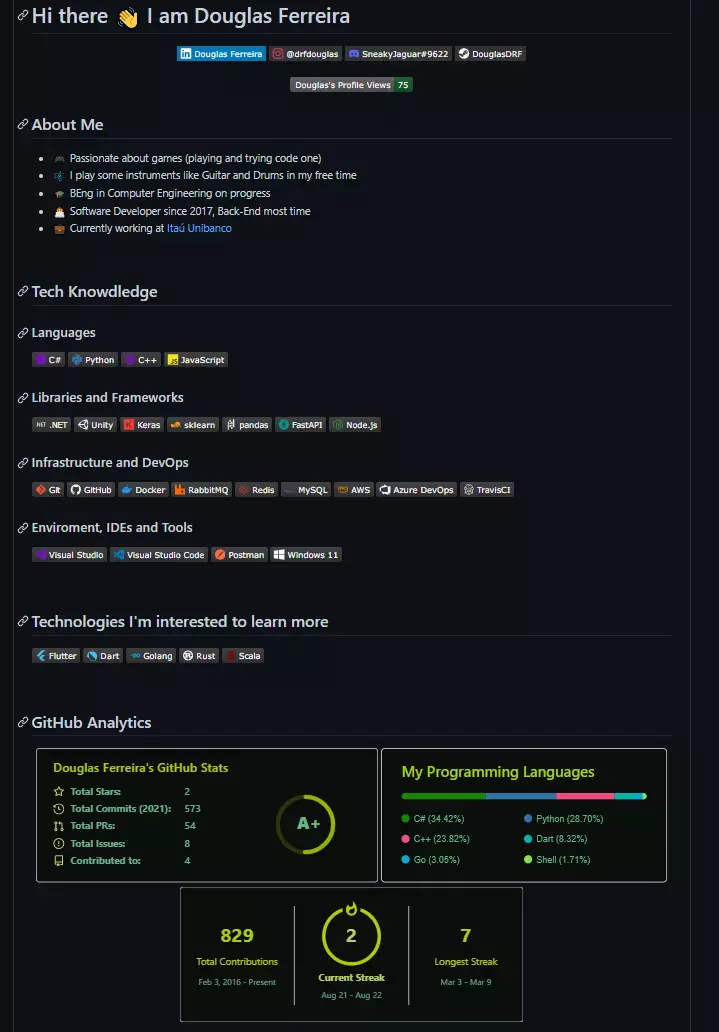 Hi there 👋 I am Douglas Ferreira
Douglas Ferreira @drfdouglas SneakyJaguar#9622 DouglasDRF
Douglas's Profile Views 75
About Me
Passionate about games (playing and trying code one)
I play some instruments like Guitar and Drums in my free time
BEng in Computer Engineering on progress
Software Developer since 2017, Back-End most time
Currently working at Itaú Unibanco
Tech Knowdledge
Languages
C# Python C++ JavaScript
Libraries and Frameworks
.NET Unity Keras sklearn pandas FastAPI Node.js
Infrastructure and DevOps
Git GitHub Docker RabbitMQ Redis MySQL AWS Azure DevOps TravisCI
Enviroment, IDEs and Tools
Visual Studio Visual Studio Code Postman Windows 11
Technologies I'm interested to learn more
Flutter Dart Golang Rust Scala
GitHub Analytics
Douglas Ferreira's GitHub Stats
Total Stars: 2
Total Commits (2021): 573
Total PRs: 54
Total Issues: 8
Contributed to: 4
A+
My Programming Languages
C# (34.42%) Python (28.70%)
C++ (23.82%) Dart (8.32%)
Go (3.05%) Shell (1.71%)
829
Total Contributions
Feb 3, 2016 - Present
2
Current Streak
Aug 21 - Aug 22
7
Longest Streak
Mar 3 - Mar 9